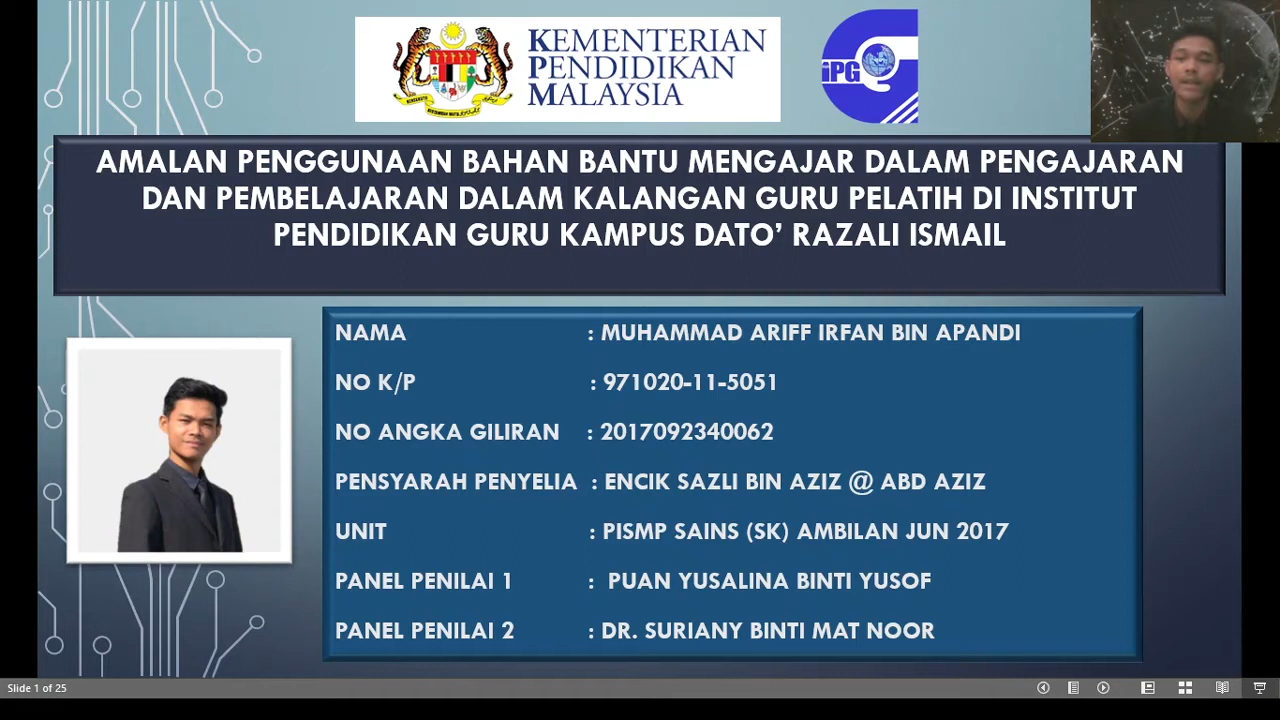 KEMENTERIAN
PENDIDIKAN
MALAYSIA
iPG
AMALAN PENGGUNAAN BAHAN BANTU MENGAJAR DALAM PENGAJARAN
DAN PEMBELAJARAN DALAM KALANGAN GURU PELATIH DI INSTITUT
PENDIDIKAN GURU KAMPUS DATO’ RAZALI ISMAIL
NAMA : MUHAMMAD ARIFF IRFAN BIN APANDI
NO K/P : 971020-11-5051
NO ANGKA GILIRAN : 2017092340062
PENSYARAH PENYELIA : ENCIK SAZLI BIN AZIZ @ ABD AZIZ
UNIT : PISMP SAINS (SK) AMBILAN JUN 2017
PANEL PENILAI 1 : PUAN YUSALINA BINTI YUSOF
PANEL PENILAI 2 : DR. SURIANY BINTI MAT NOOR
Slide 1 of 25